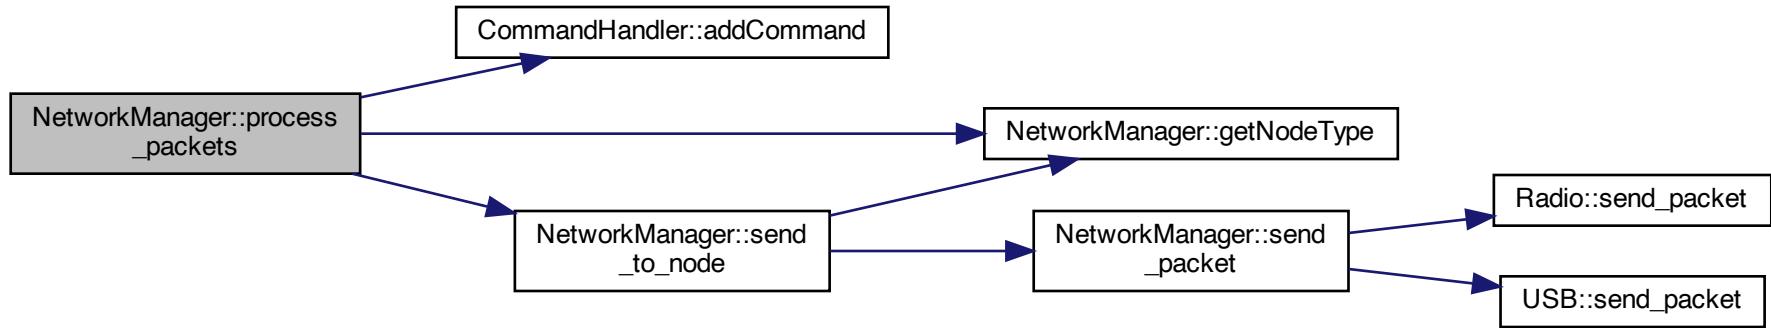 CommandHandler::addCommand
NetworkManager::process
_packets
NetworkManager::getNodeType
NetworkManager::send
_to_node
NetworkManager::send
_packet
Radio::send_packet
USB::send_packet